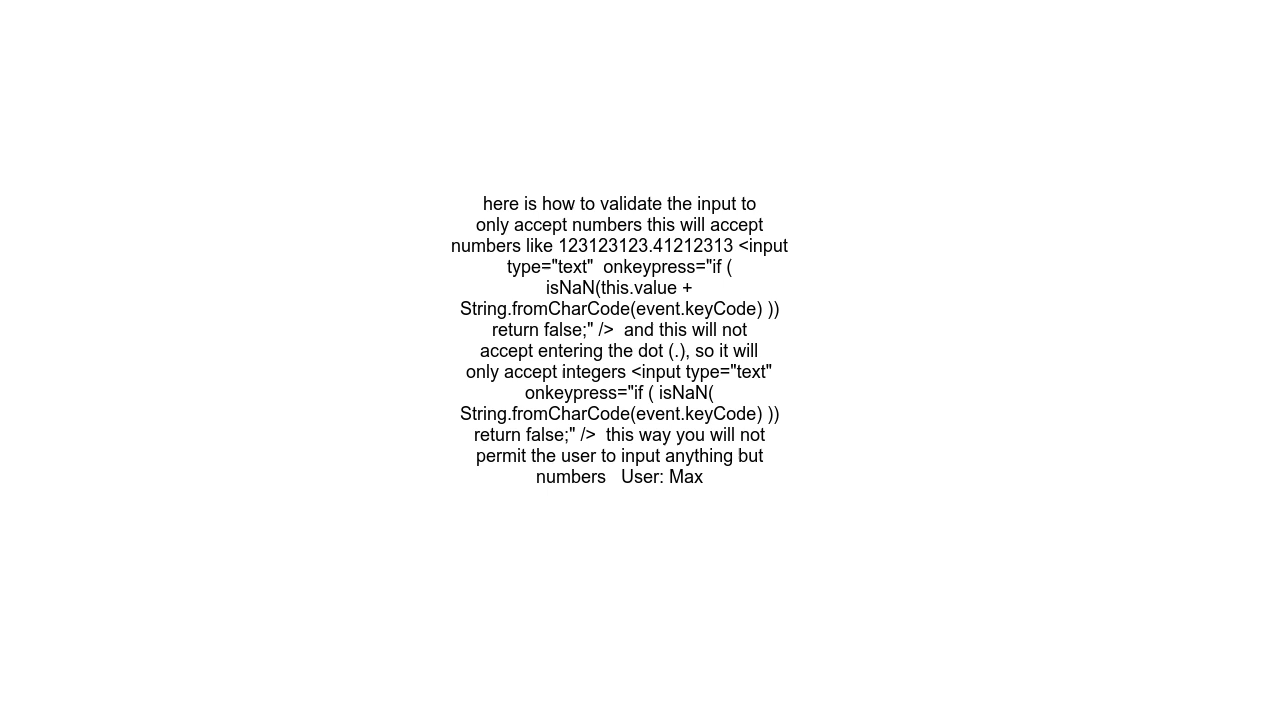 here is how to validate the input to
only accept numbers this will accept
numbers like 123123123.41212313 <input
type="text"  onkeypress="if (
isNaN(this.value +
String.fromCharCode(event.keyCode) ))
return false;" />  and this will not
accept entering the dot (.), so it will
only accept integers <input type="text"
onkeypress="if ( isNaN(
String.fromCharCode(event.keyCode) ))
return false;" />  this way you will not
permit the user to input anything but
numbers   User: Max